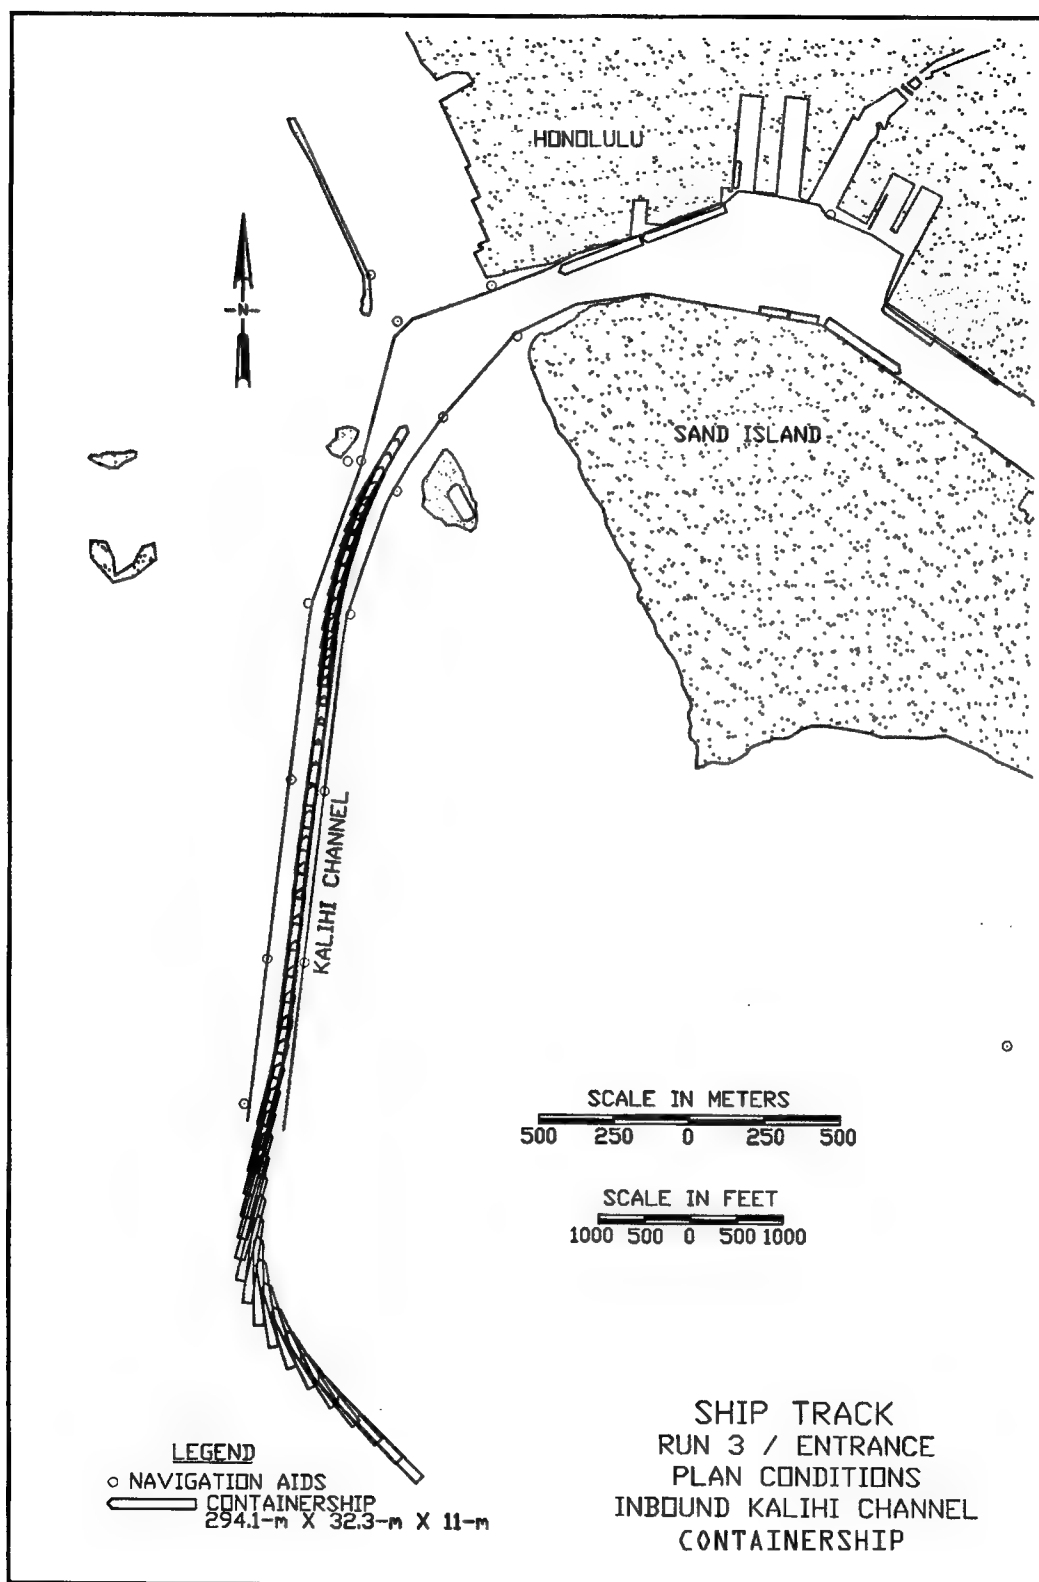 HONOLULU
-N-
SAND ISLAND
KALIHI CHANNEL
SCALE IN METERS
500 250 0 250 500
SCALE IN FEET
1000 500 0 500 1000
SHIP TRACK
RUN 3 / ENTRANCE
PLAN CONDITIONS
INBOUND KALIHI CHANNEL
CONTAINERSHIP
LEGEND
NAVIGATION AIDS
CONTAINERSHIP
294.1-m X 32.3-m X 11-m